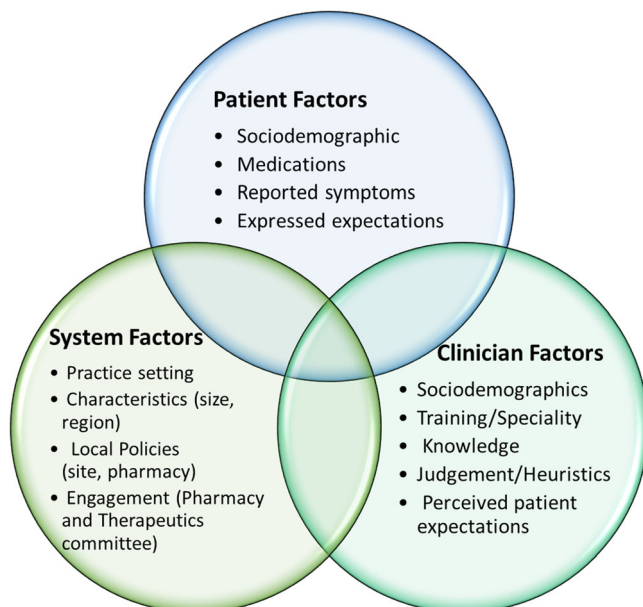 Patient Factors
• Sociodemographic
• Medications
• Reported symptoms
• Expressed expectations
System Factors
• Practice setting
• Characteristics (size,
region)
• Local Policies
(site, pharmacy)
• Engagement (Pharmacy
and Therapeutics
committee)
Clinician Factors
• Sociodemographics
• Training/Speciality
• Knowledge
• Judgement/Heuristics
• Perceived patient
expectations